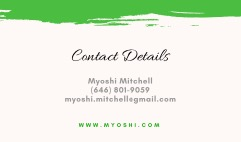 Contact Details
Myoshi Mitchell
(646) 801-9059
myoshi.mitchell@gmail.com
WWW.MYOSHI.COM